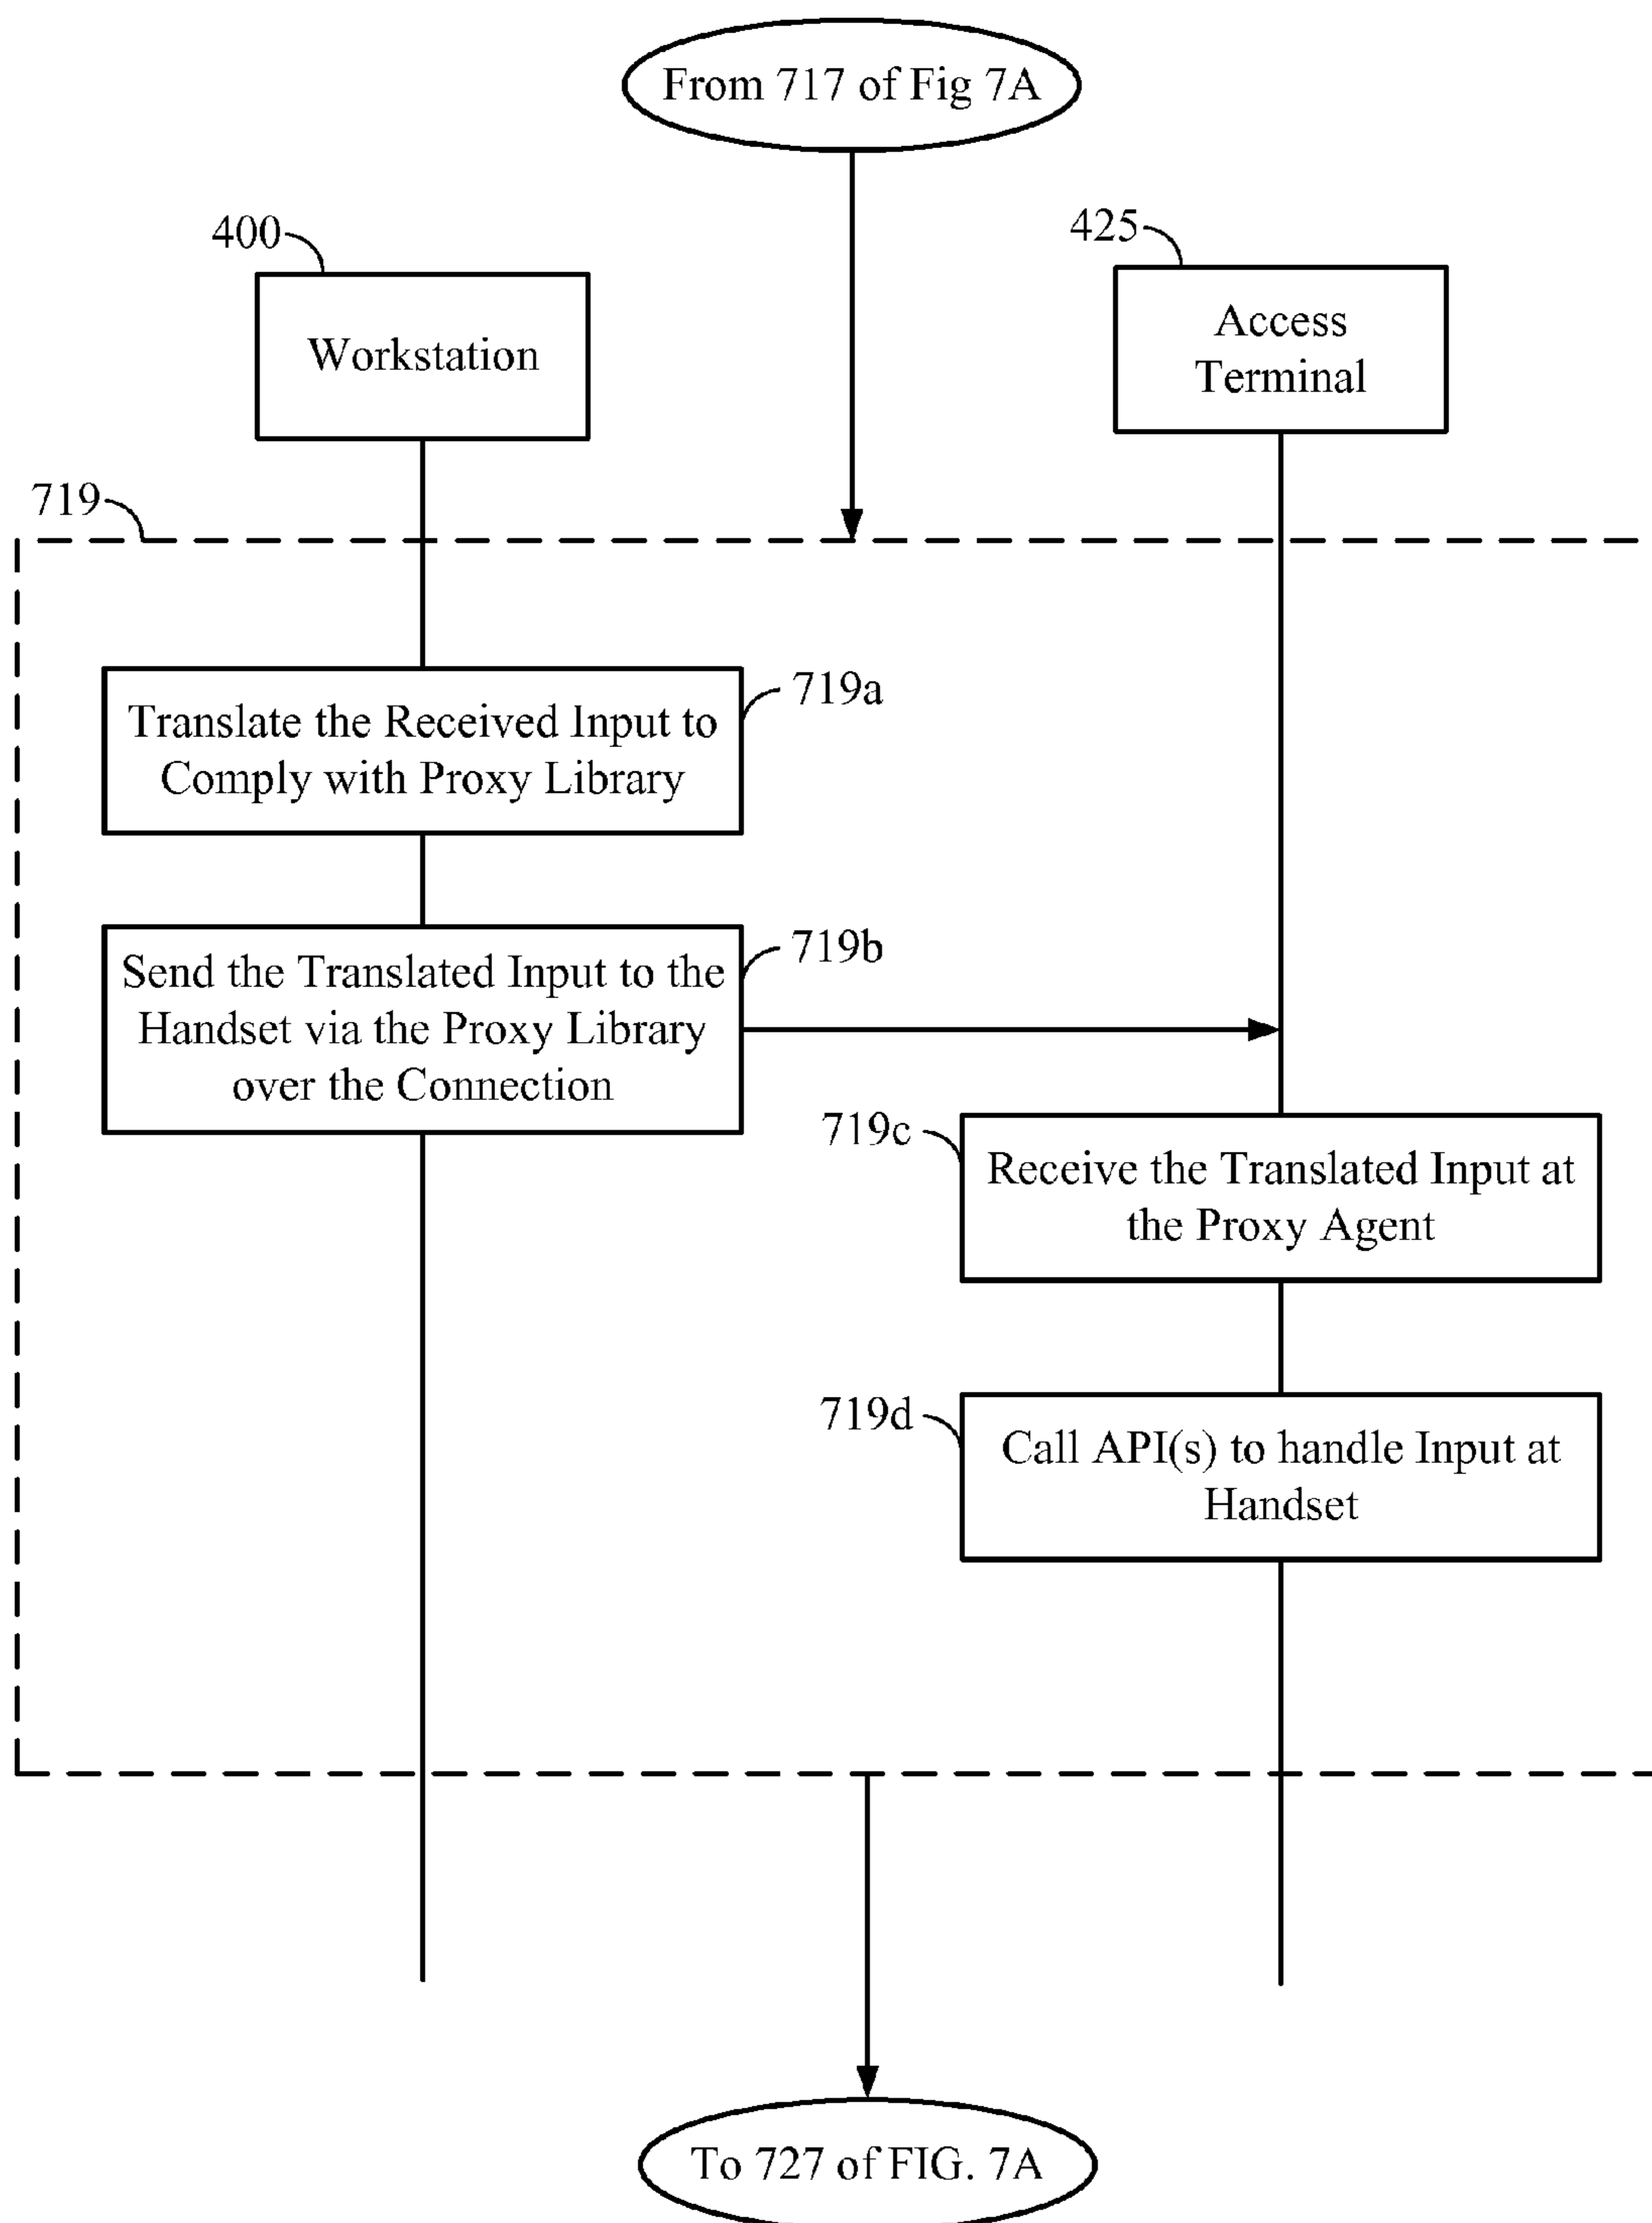 From 717 of Fig 7A
400
425
Workstation
Access
Terminal
719
719a
Translate the Received Input to
Comply with Proxy Library
719b
Send the Translated Input to the
Handset via the Proxy Library
over the Connection
719c
Receive the Translated Input at
the Proxy Agent
719d
Call API(s) to handle Input at
Handset
To 727 of FIG. 7A